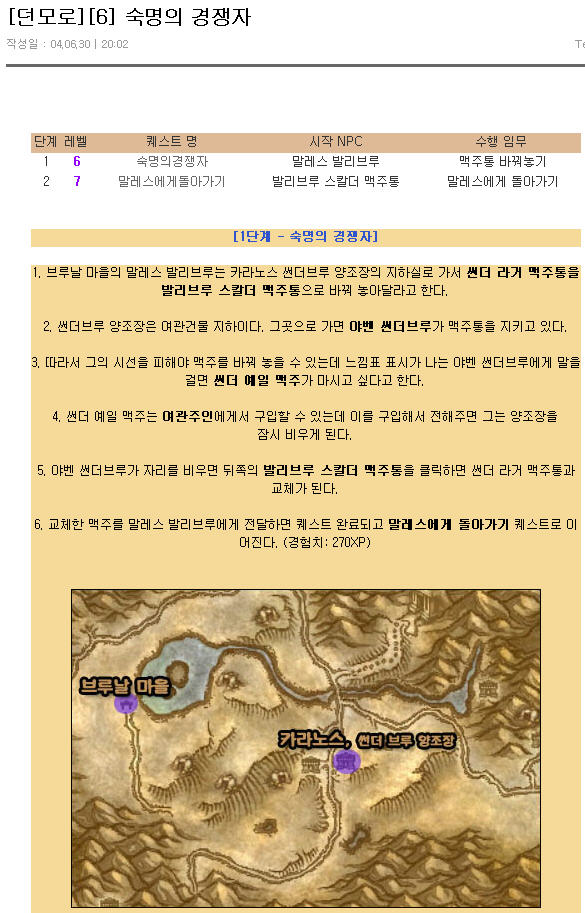 [던모로][6] 숙명의 경쟁자
작성일 : 04.06.30 | 20:02
단계 레벨 퀘스트 명 시작 NPC 수행 임무
1 6 숙명의경쟁자 말레스 발리브루 맥주통 바꿔놓기
2 7 말레스에게돌아가기 발리브루 스칼더 맥주통 말레스에게 돌아가기
[1단계 - 숙명의 경쟁자]
1. 브루날 마을의 말레스 발리브루는 카라노스 썬더브루 양조장의 지하실로 가서 썬더 라거 맥주통을
발리브루 스칼더 맥주통으로 바꿔 놓아달라고 한다.
2. 썬더브루 양조장은 여관건물 지하이다. 그곳으로 가면 야벤 썬더브루가 맥주통을 지키고 있다.
3. 따라서 그의 시선을 피해야 맥주를 바꿔 놓을 수 있는데 느낌표 표시가 나는 야벤 썬더브루에게 말을
걸면 썬더 에일 맥주가 마시고 싶다고 한다.
4. 썬더 에일 맥주는 여관주인에게서 구입할 수 있는데 이를 구입해서 전해주면 그는 양조장을
잠시 비우게 된다.
5. 야벤 썬더브루가 자리를 비우면 뒤쪽의 발리브루 스칼더 맥주통을 클릭하면 썬더 라거 맥주통과
교체가 된다.
6. 교체한 맥주를 말레스 발리브루에게 전달하면 퀘스트 완료되고 말레스에게 돌아가기 퀘스트로 이
어진다. (경험치: 270XP)
브루날 마을
카라노스, 썬더 브루 양조장